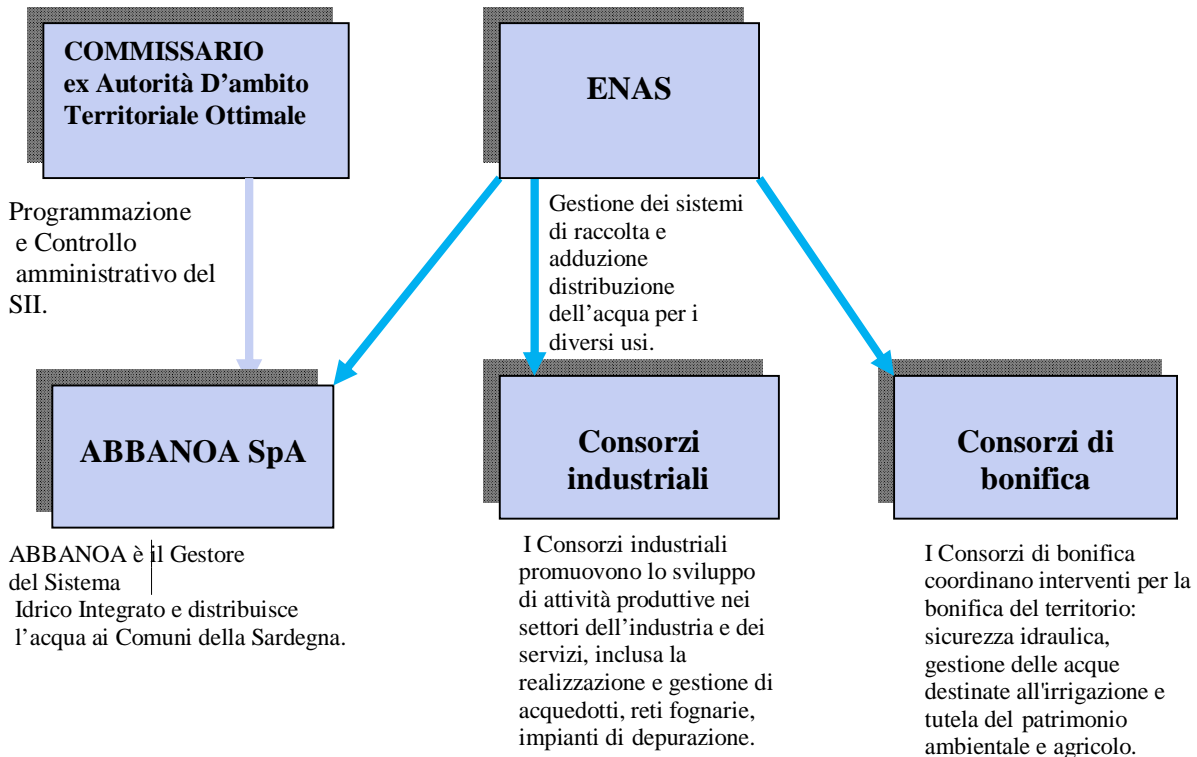 COMMISSARIO
ex Autorità D’ambito
Territoriale Ottimale
ENAS
Programmazione
e Controllo
amministrativo del
SII.
Gestione dei sistemi
di raccolta e
adduzione
distribuzione
dell’acqua per i
diversi usi.
ABBANOA SpA
Consorzi
industriali
Consorzi di
bonifica
ABBANOA è il Gestore
del Sistema
Idrico Integrato e distribuisce
l’acqua ai Comuni della Sardegna.
I Consorzi industriali
promuovono lo sviluppo
di attività produttive nei
settori dell’industria e dei
servizi, inclusa la
realizzazione e gestione di
acquedotti, reti fognarie,
impianti di depurazione.
I Consorzi di bonifica
coordinano interventi per la
bonifica del territorio:
sicurezza idraulica,
gestione delle acque
destinate all'irrigazione e
tutela del patrimonio
ambientale e agricolo.